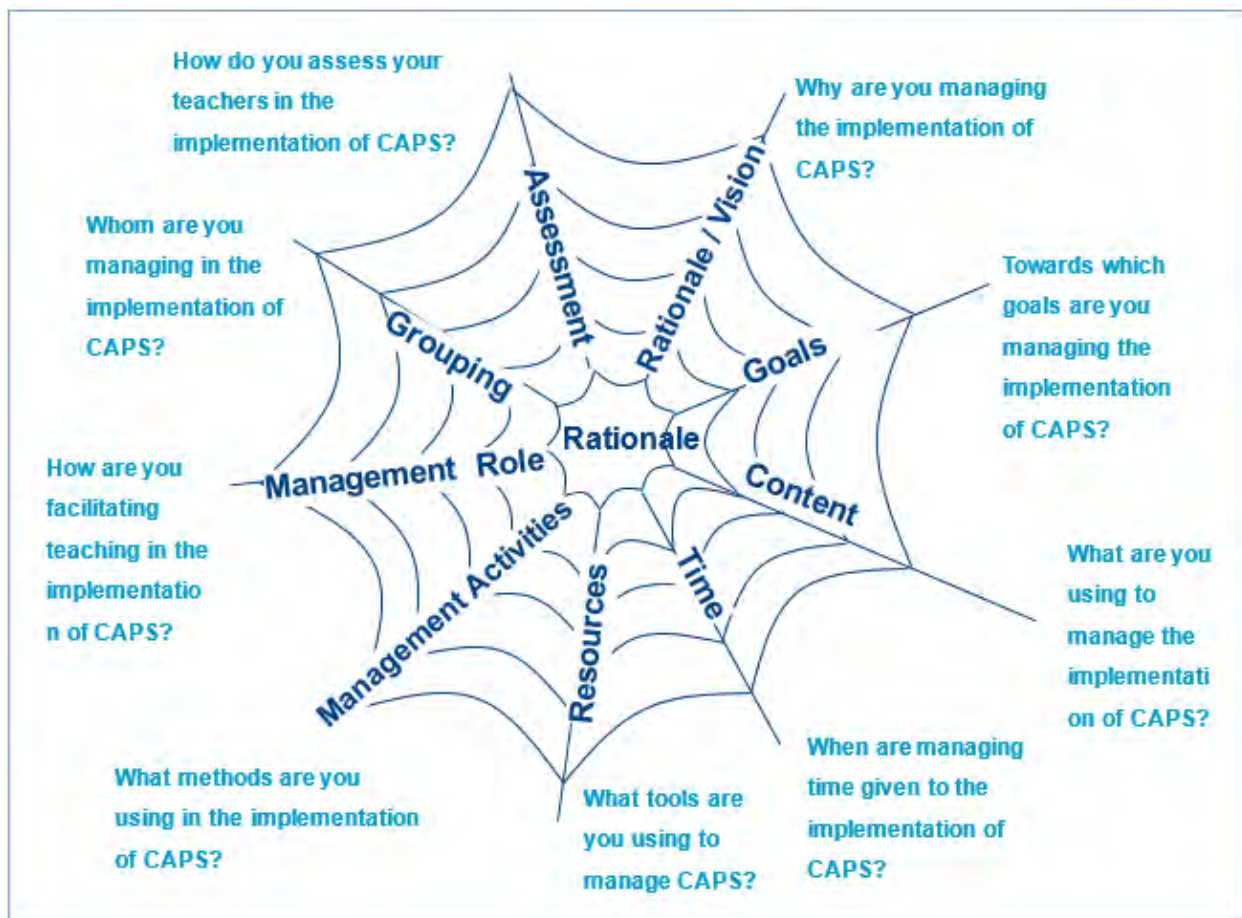 How do you assess your
teachers in the
implementation of CAPS?
Why are you managing
the implementation of
CAPS?
Whom are you
managing in the
implementation of
CAPS?
Towards which
goals are you
managing the
implementation
of CAPS?
Assessment
Rationale / Vision
Grouping
Goals
Rationale
Management Role
Content
How are you
facilitating
teaching in the
implementatio
n of CAPS?
Management Activities
Resources
Time
What are you
using to
manage the
implementati
on of CAPS?
What methods are you
using in the implementation
of CAPS?
What tools are
you using to
manage CAPS?
When are managing
time given to the
implementation of
CAPS?